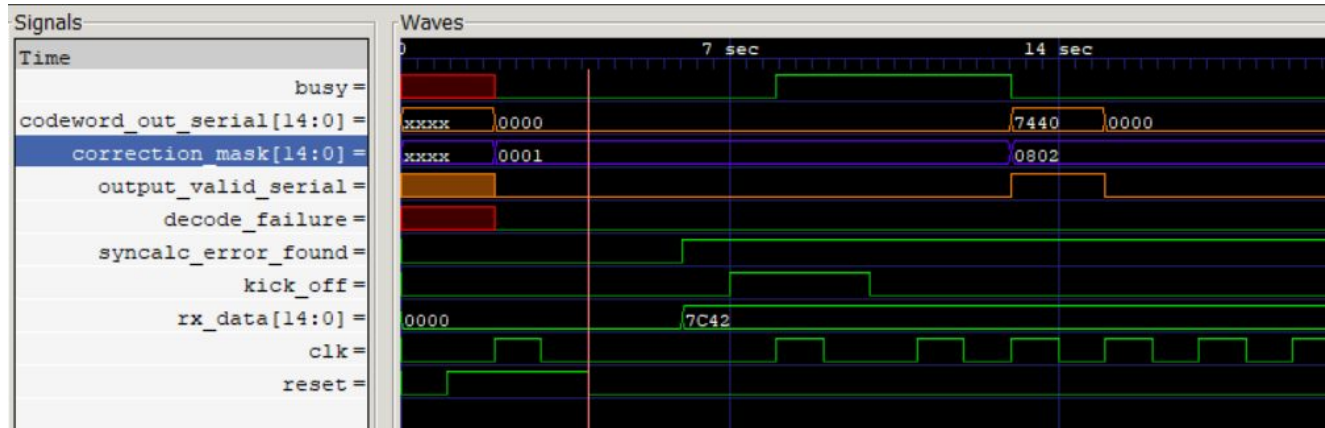 Signals
Waves
Time
0 7 sec 14 sec
busy=
codeword_out_serial[14:0]= xxxx 0000 7440 0000
correction_mask[14:0]= xxxx 0001 0802
output_valid_serial=
decode_failure=
syncalc_error_found=
kick_off=
rx_data[14:0]= 0000 7C42
clk=
reset=